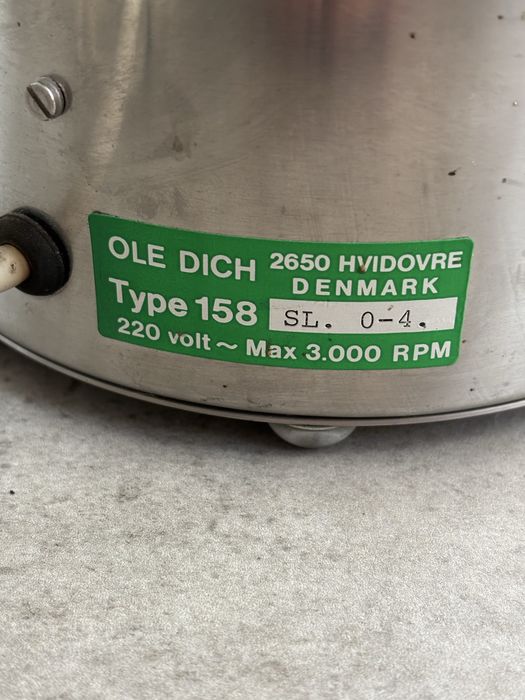 OLE DICH 2650 HVIDOVRE
DENMARK
Type 158 SL. 0-4.
220 volt ~ Max 3.000 RPM